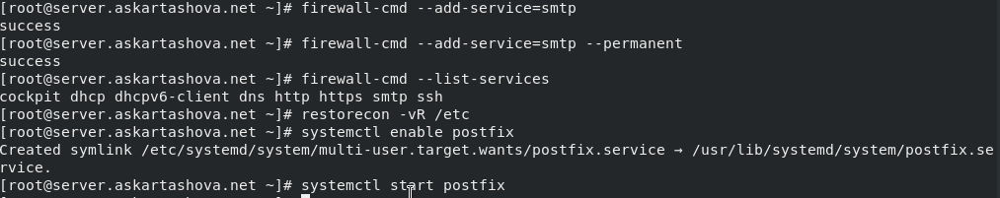 [root@server.askartashova.net ~]# firewall-cmd --add-service=smtp
success
[root@server.askartashova.net ~]# firewall-cmd --add-service=smtp --permanent
success
[root@server.askartashova.net ~]# firewall-cmd --list-services
cockpit dhcp dhcpv6-client dns http https smtp ssh
[root@server.askartashova.net ~]# restorecon -vR /etc
[root@server.askartashova.net ~]# systemctl enable postfix
Created symlink /etc/systemd/system/multi-user.target.wants/postfix.service → /usr/lib/systemd/system/postfix.se
rvice.
[root@server.askartashova.net ~]# systemctl start postfix